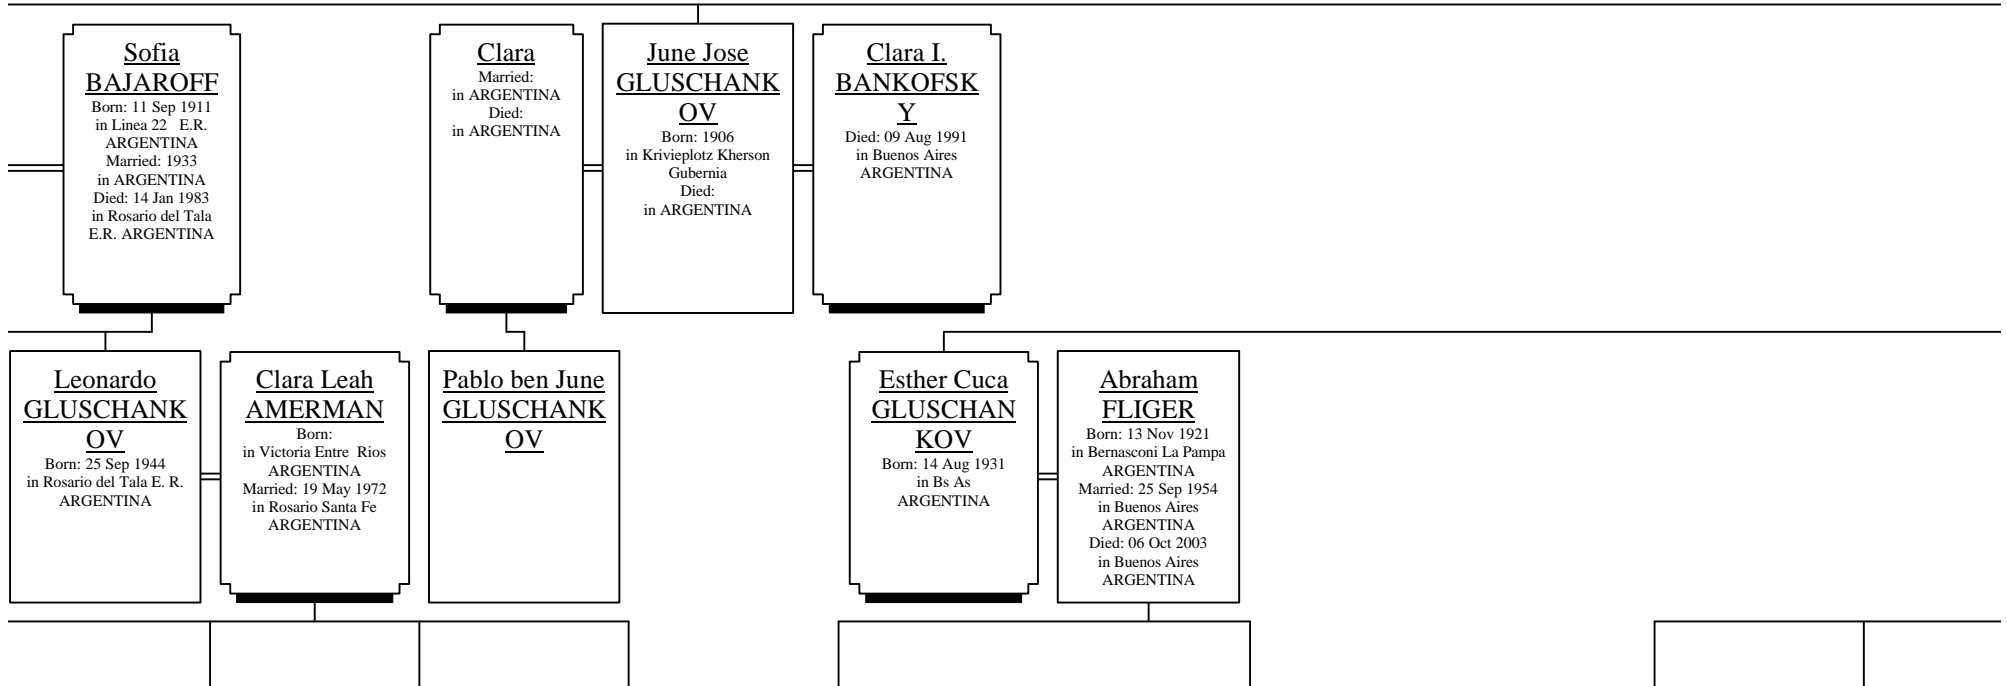 Sofia
BAJAROFF
Born: 11 Sep 1911
in Linea 22 E.R.
ARGENTINA
Married: 1933
in ARGENTINA
Died: 14 Jan 1983
in Rosario del Tala
E.R. ARGENTINA
Clara
Married:
in ARGENTINA
Died:
in ARGENTINA
June Jose
GLUSCHANK
OV
Born: 1906
in Krivieplotz Kherson
Gubernia
Died:
in ARGENTINA
Clara I.
BANKOFSK
Y
Died: 09 Aug 1991
in Buenos Aires
ARGENTINA
Leonardo
GLUSCHANK
OV
Born: 25 Sep 1944
in Rosario del Tala E. R.
ARGENTINA
Clara Leah
AMERMAN
Born:
in Victoria Entre Rios
ARGENTINA
Married: 19 May 1972
in Rosario Santa Fe
ARGENTINA
Pablo ben June
GLUSCHANK
OV
Esther Cuca
GLUSCHAN
KOV
Born: 14 Aug 1931
in Bs As
ARGENTINA
Abraham
FLIGER
Born: 13 Nov 1921
in Bernasconi La Pampa
ARGENTINA
Married: 25 Sep 1954
in Buenos Aires
ARGENTINA
Died: 06 Oct 2003
in Buenos Aires
ARGENTINA